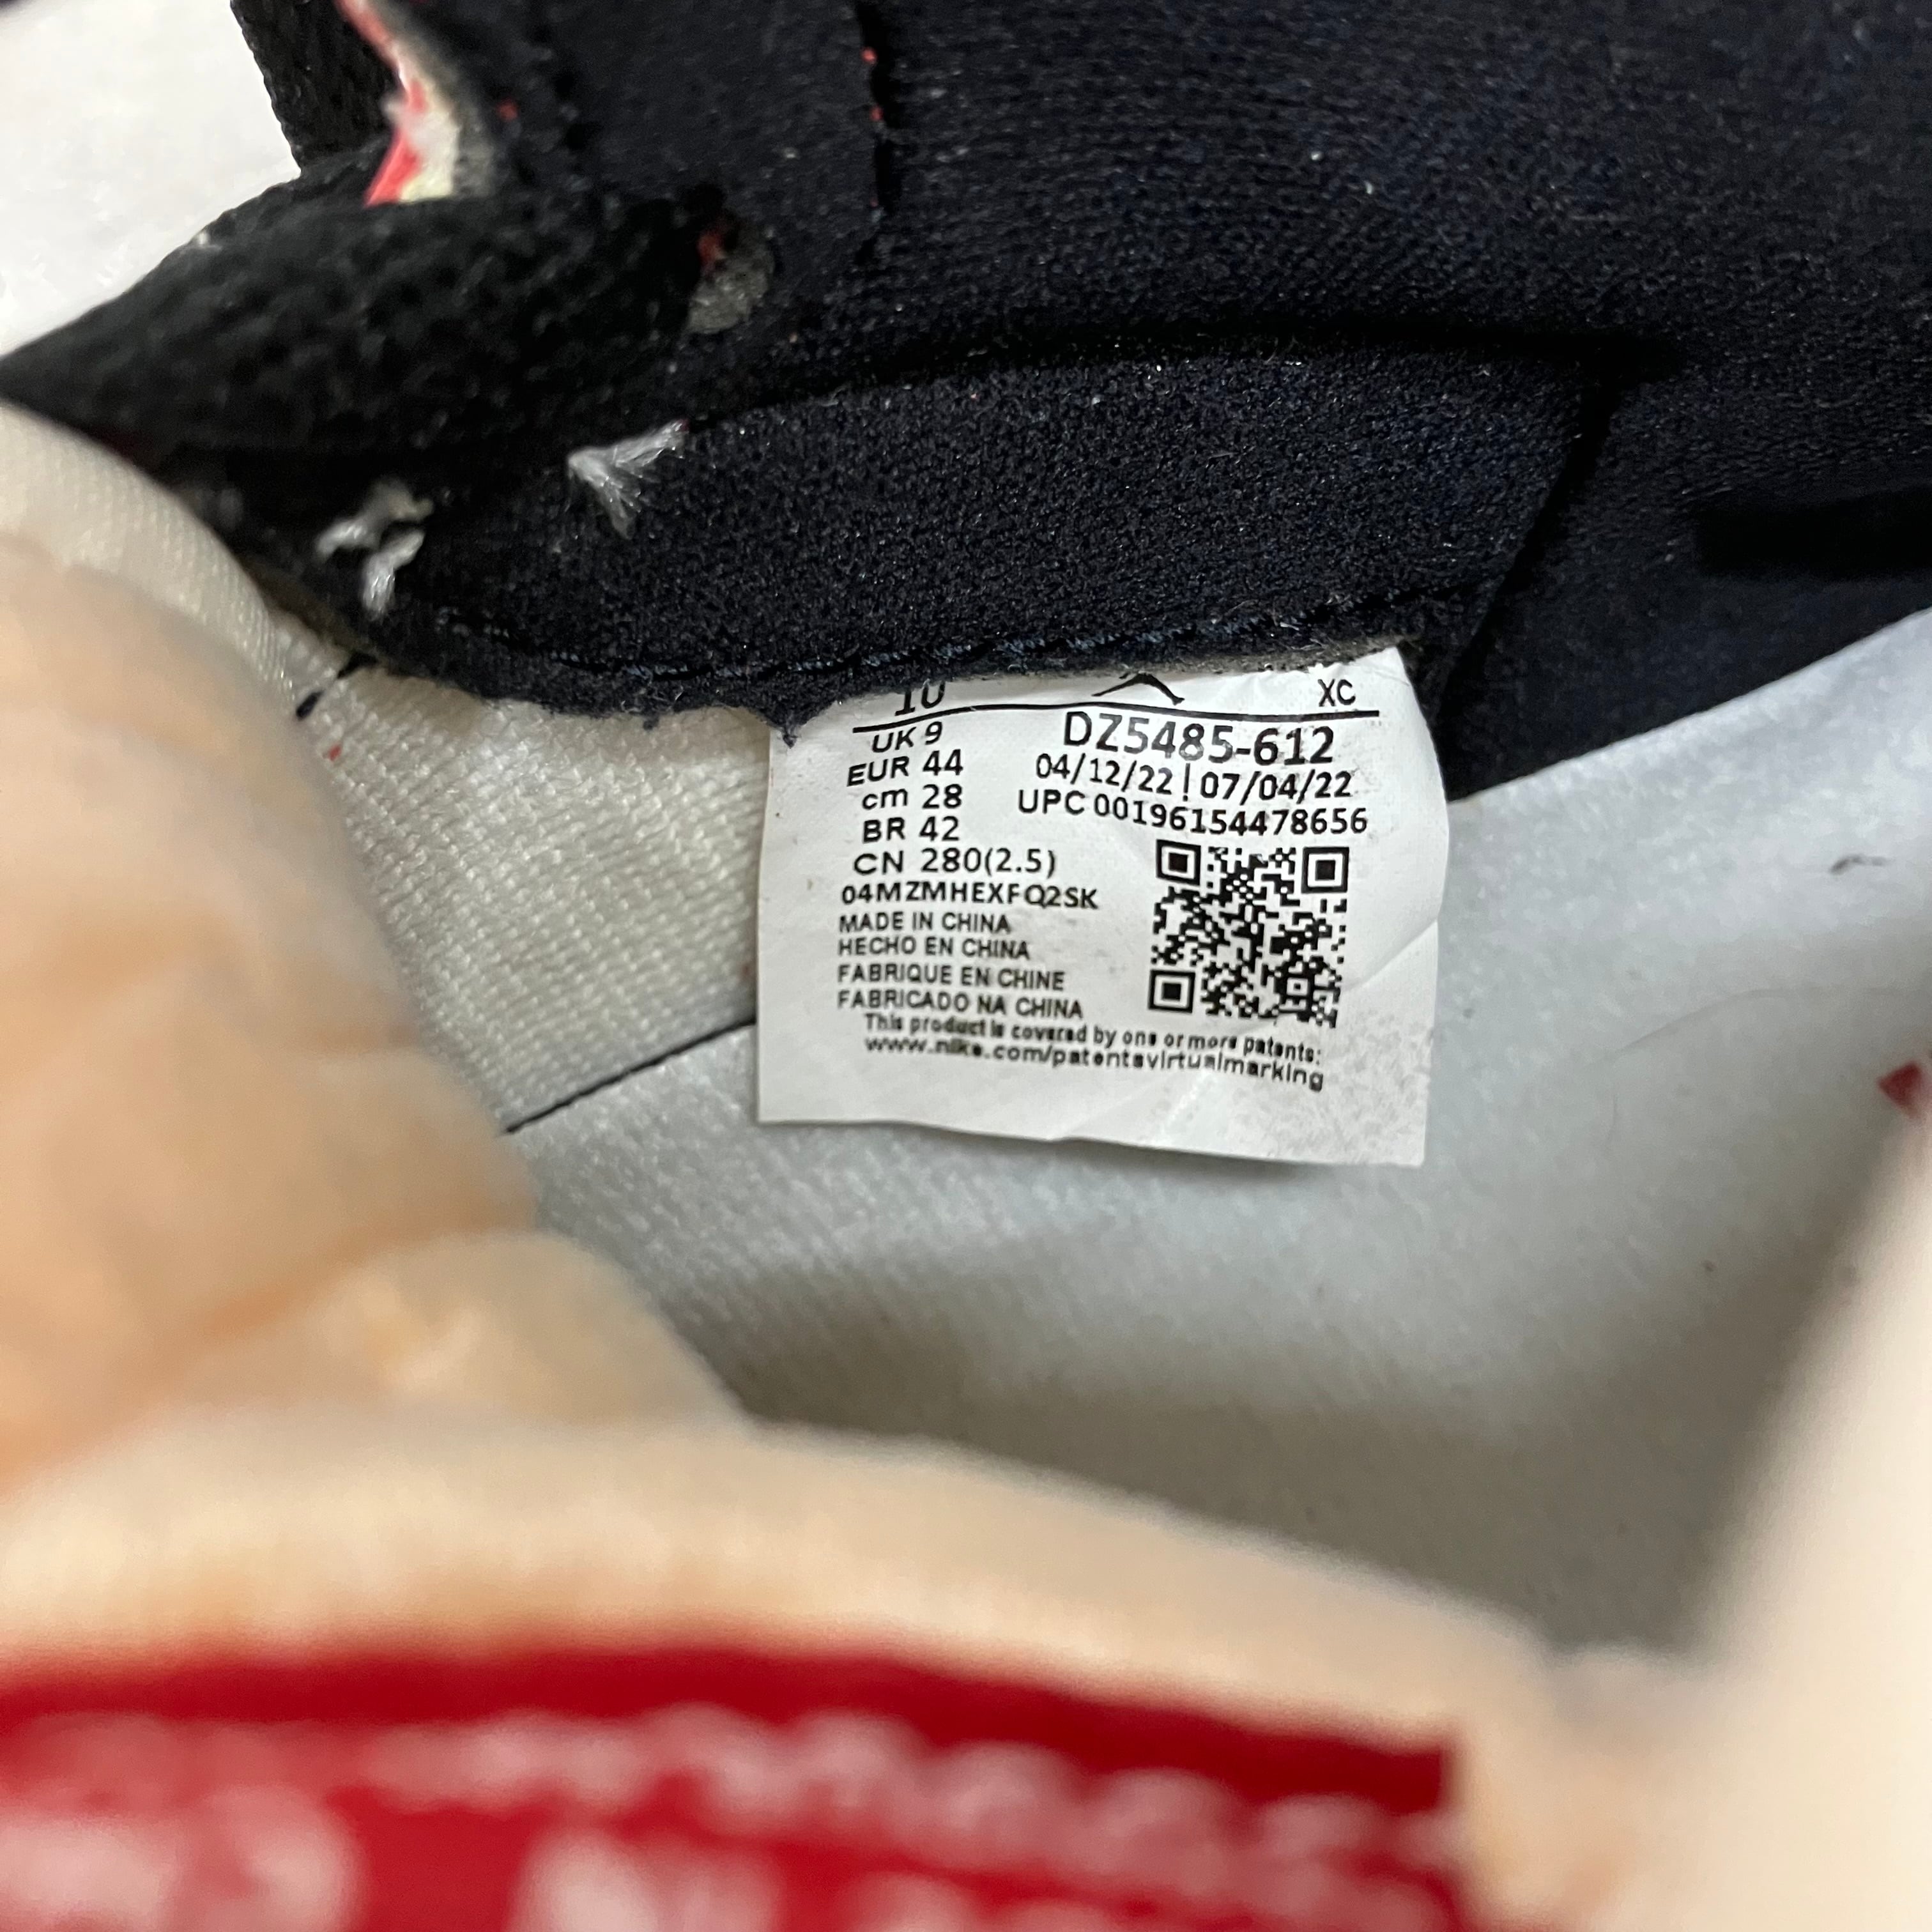 10 XC
UK 9
EUR 44
cm 28
BR 42
CN 280(2.5)
04MZMHEXFQ2SK
MADE IN CHINA
HECHO EN CHINA
FABRIQUE EN CHINE
FABRICADO NA CHINA
DZ5485-612
04/12/22 | 07/04/22
UPC 00196154478656
This product is covered by one or more patents:
www.nike.com/patentsvirtualmarking